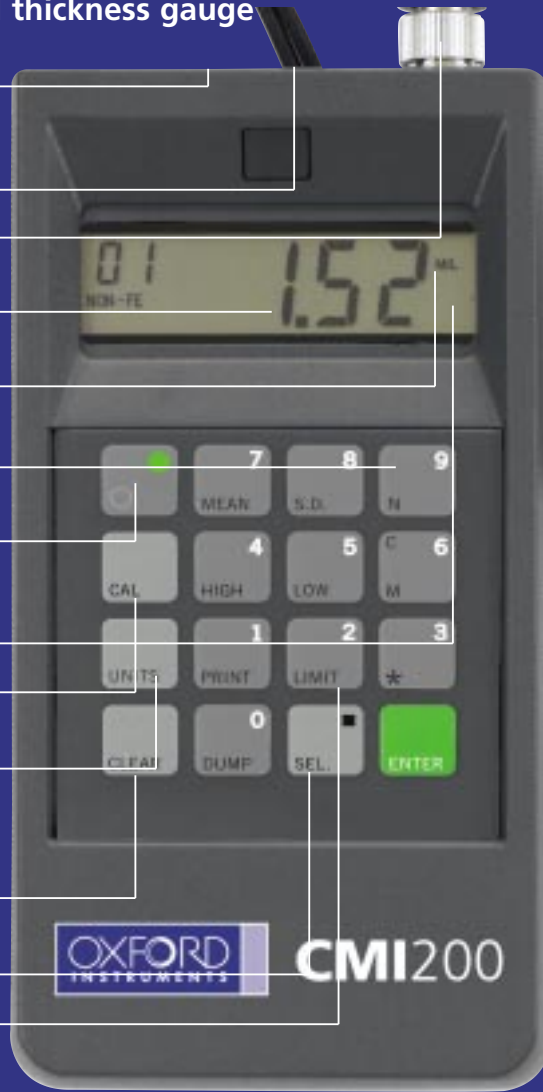 thickness gauge
01
1.52 MIL
NON-FE
7 8 9
MEAN S.D. N
4 5 C 6
CAL HIGH LOW M
1 2 3
UNITS PRINT LIMIT *
0
CLEAR DUMP SEL. ENTER
OXFORD
INSTRUMENTS
CMI200